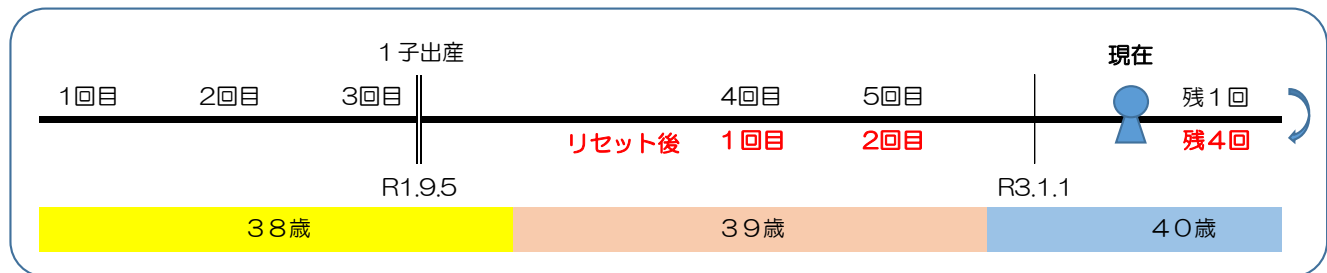 1子出産
現在
1回目 2回目 3回目 4回目 5回目 残1回
リセット後 1回目 2回目 残4回
R1.9.5 R3.1.1
38歳 39歳 40歳